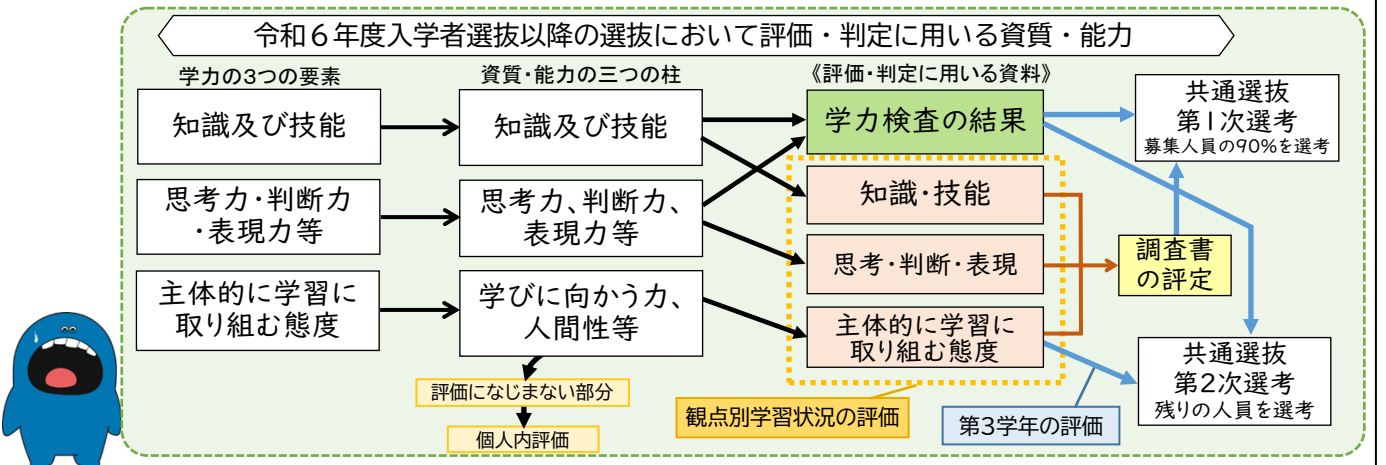 令和6年度入学者選抜以降の選抜において評価・判定に用いる資質・能力
学力の3つの要素
資質・能力の三つの柱
《評価・判定に用いる資料》
知識及び技能
知識及び技能
学力検査の結果
共通選抜
第1次選考
募集人員の90%を選考
思考力・判断力
・表現力等
思考力、判断力、
表現力等
知識・技能
思考・判断・表現
調査書
の評定
主体的に学習に
取り組む態度
学びに向かう力、
人間性等
主体的に学習に
取り組む態度
共通選抜
第2次選考
残りの人員を選考
評価になじまない部分
個人内評価
観点別学習状況の評価
第3学年の評価